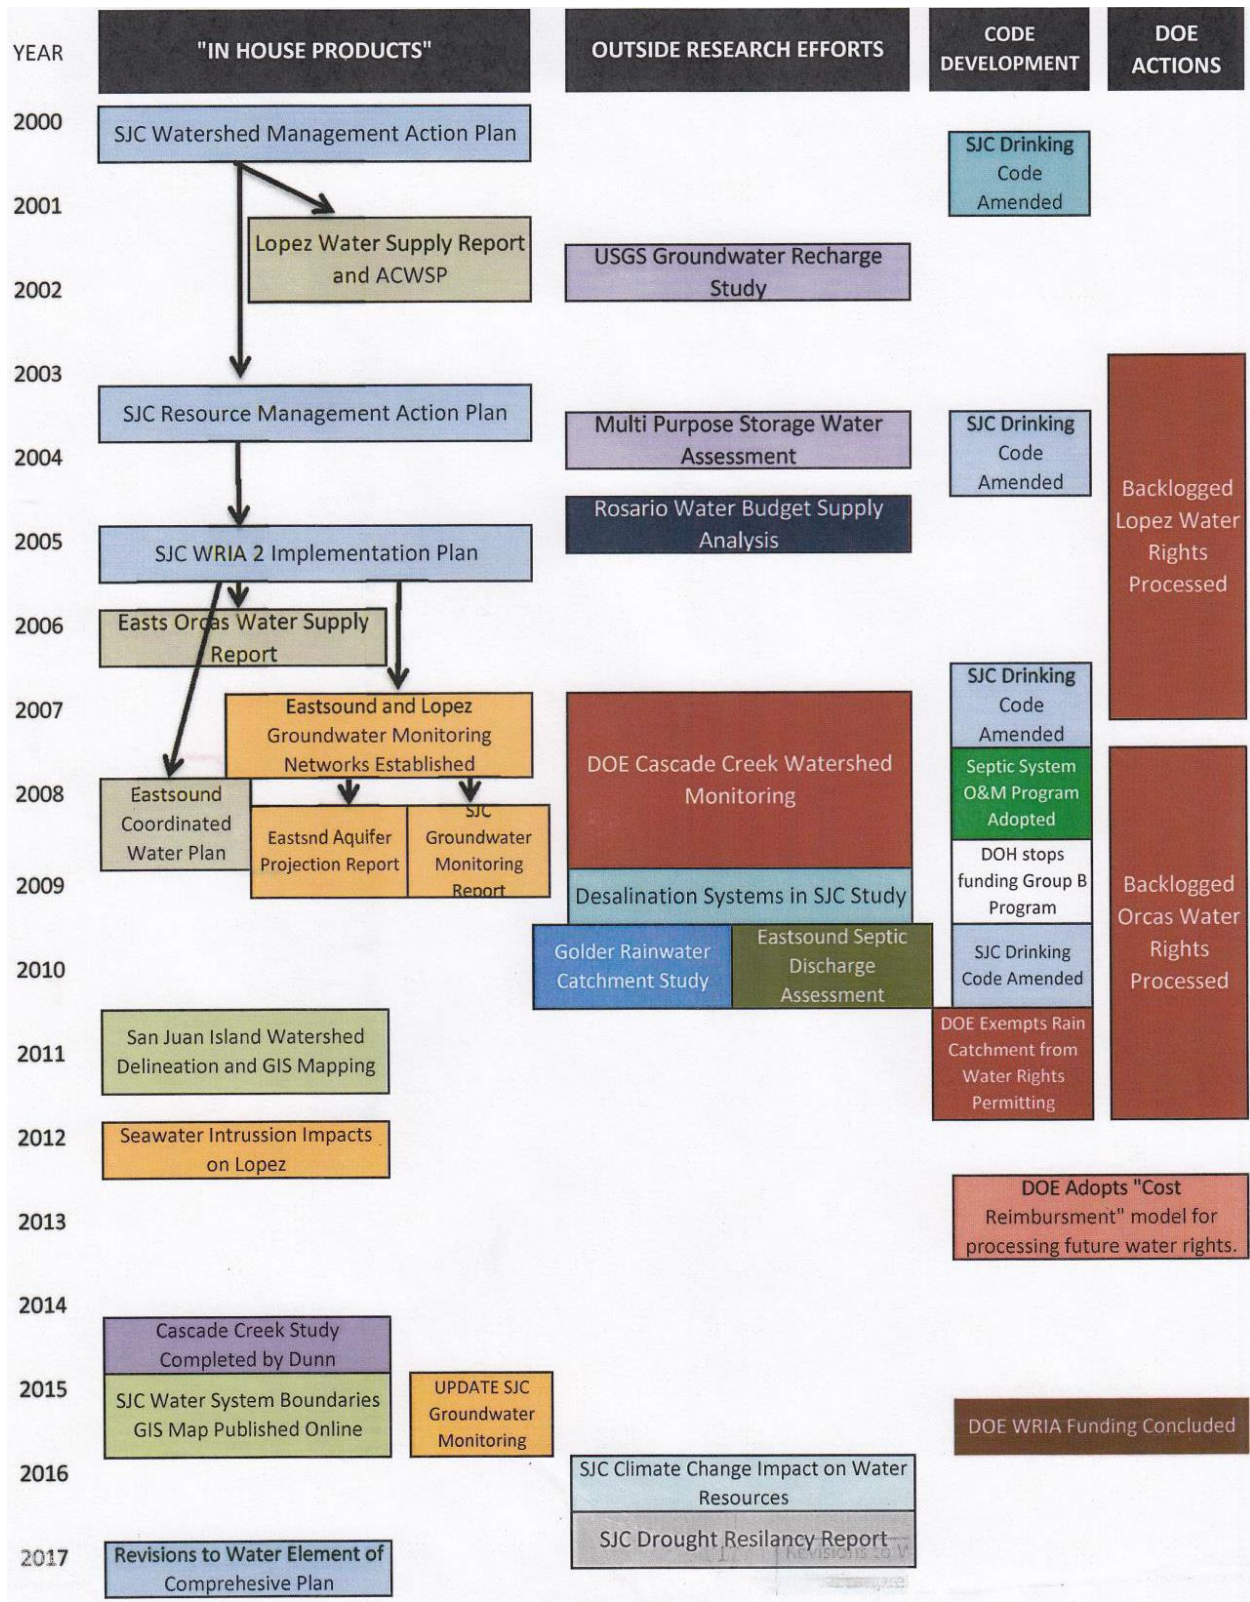 YEAR
"IN HOUSE PRODUCTS"
OUTSIDE RESEARCH EFFORTS
CODE
DEVELOPMENT
DOE
ACTIONS
2000
SJC Watershed Management Action Plan
SJC Drinking
Code
Amended
2001
Lopez Water Supply Report
and ACWSP
USGS Groundwater Recharge
Study
2002
2003
SJC Resource Management Action Plan
Multi Purpose Storage Water
Assessment
SJC Drinking
Code
Amended
2004
Backlogged
Lopez Water
Rights
Processed
Rosario Water Budget Supply
Analysis
2005
SJC WRIA 2 Implementation Plan
2006
Easts Orcas Water Supply
Report
2007
Eastsound and Lopez
Groundwater Monitoring
Networks Established
DOE Cascade Creek Watershed
Monitoring
SJC Drinking
Code
Amended
Septic System
O&M Program
Adopted
2008
Eastsound
Coordinated
Water Plan
Eastsnd Aquifer
Projection Report
SJC
Groundwater
Monitoring
Report
DOH stops
funding Group B
Program
2009
Desalination Systems in SJC Study
Backlogged
Orcas Water
Rights
Processed
Golder Rainwater
Catchment Study
Eastsound Septic
Discharge
Assessment
SJC Drinking
Code Amended
2010
San Juan Island Watershed
Delineation and GIS Mapping
DOE Exempts Rain
Catchment from
Water Rights
Permitting
2011
2012
Seawater Intrussion Impacts
on Lopez
2013
DOE Adopts "Cost
Reimbursment" model for
processing future water rights.
2014
Cascade Creek Study
Completed by Dunn
2015
SJC Water System Boundaries
GIS Map Published Online
UPDATE SJC
Groundwater
Monitoring
DOE WRIA Funding Concluded
2016
SJC Climate Change Impact on Water
Resources
SJC Drought Resilancy Report
2017
Revisions to V
Revisions to Water Element of
Comprehesive Plan